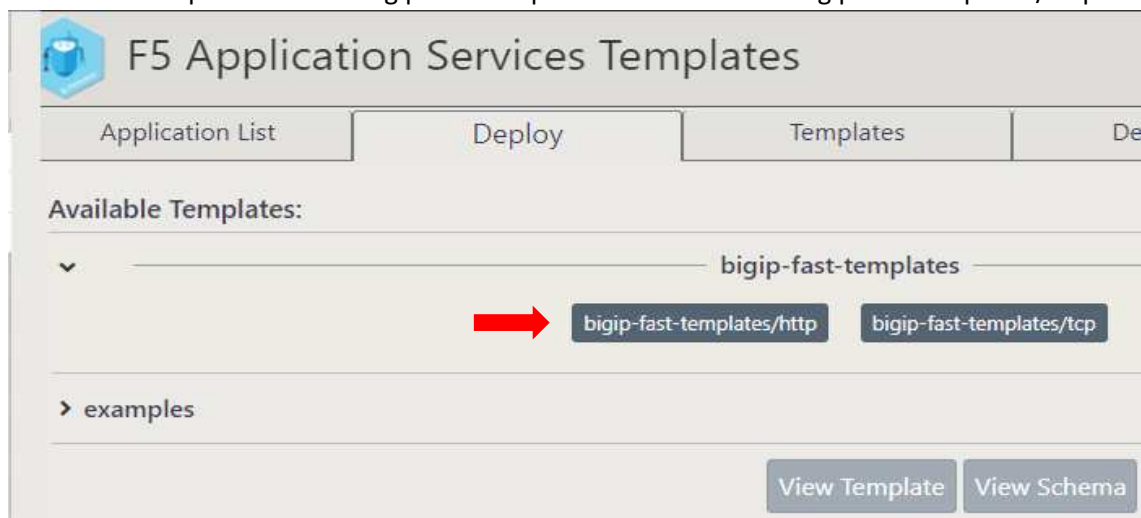 F5 Application Services Templates
Application List Deploy Templates De
Available Templates:
bigip-fast-templates
bigip-fast-templates/http bigip-fast-templates/tcp
examples
View Template View Schema